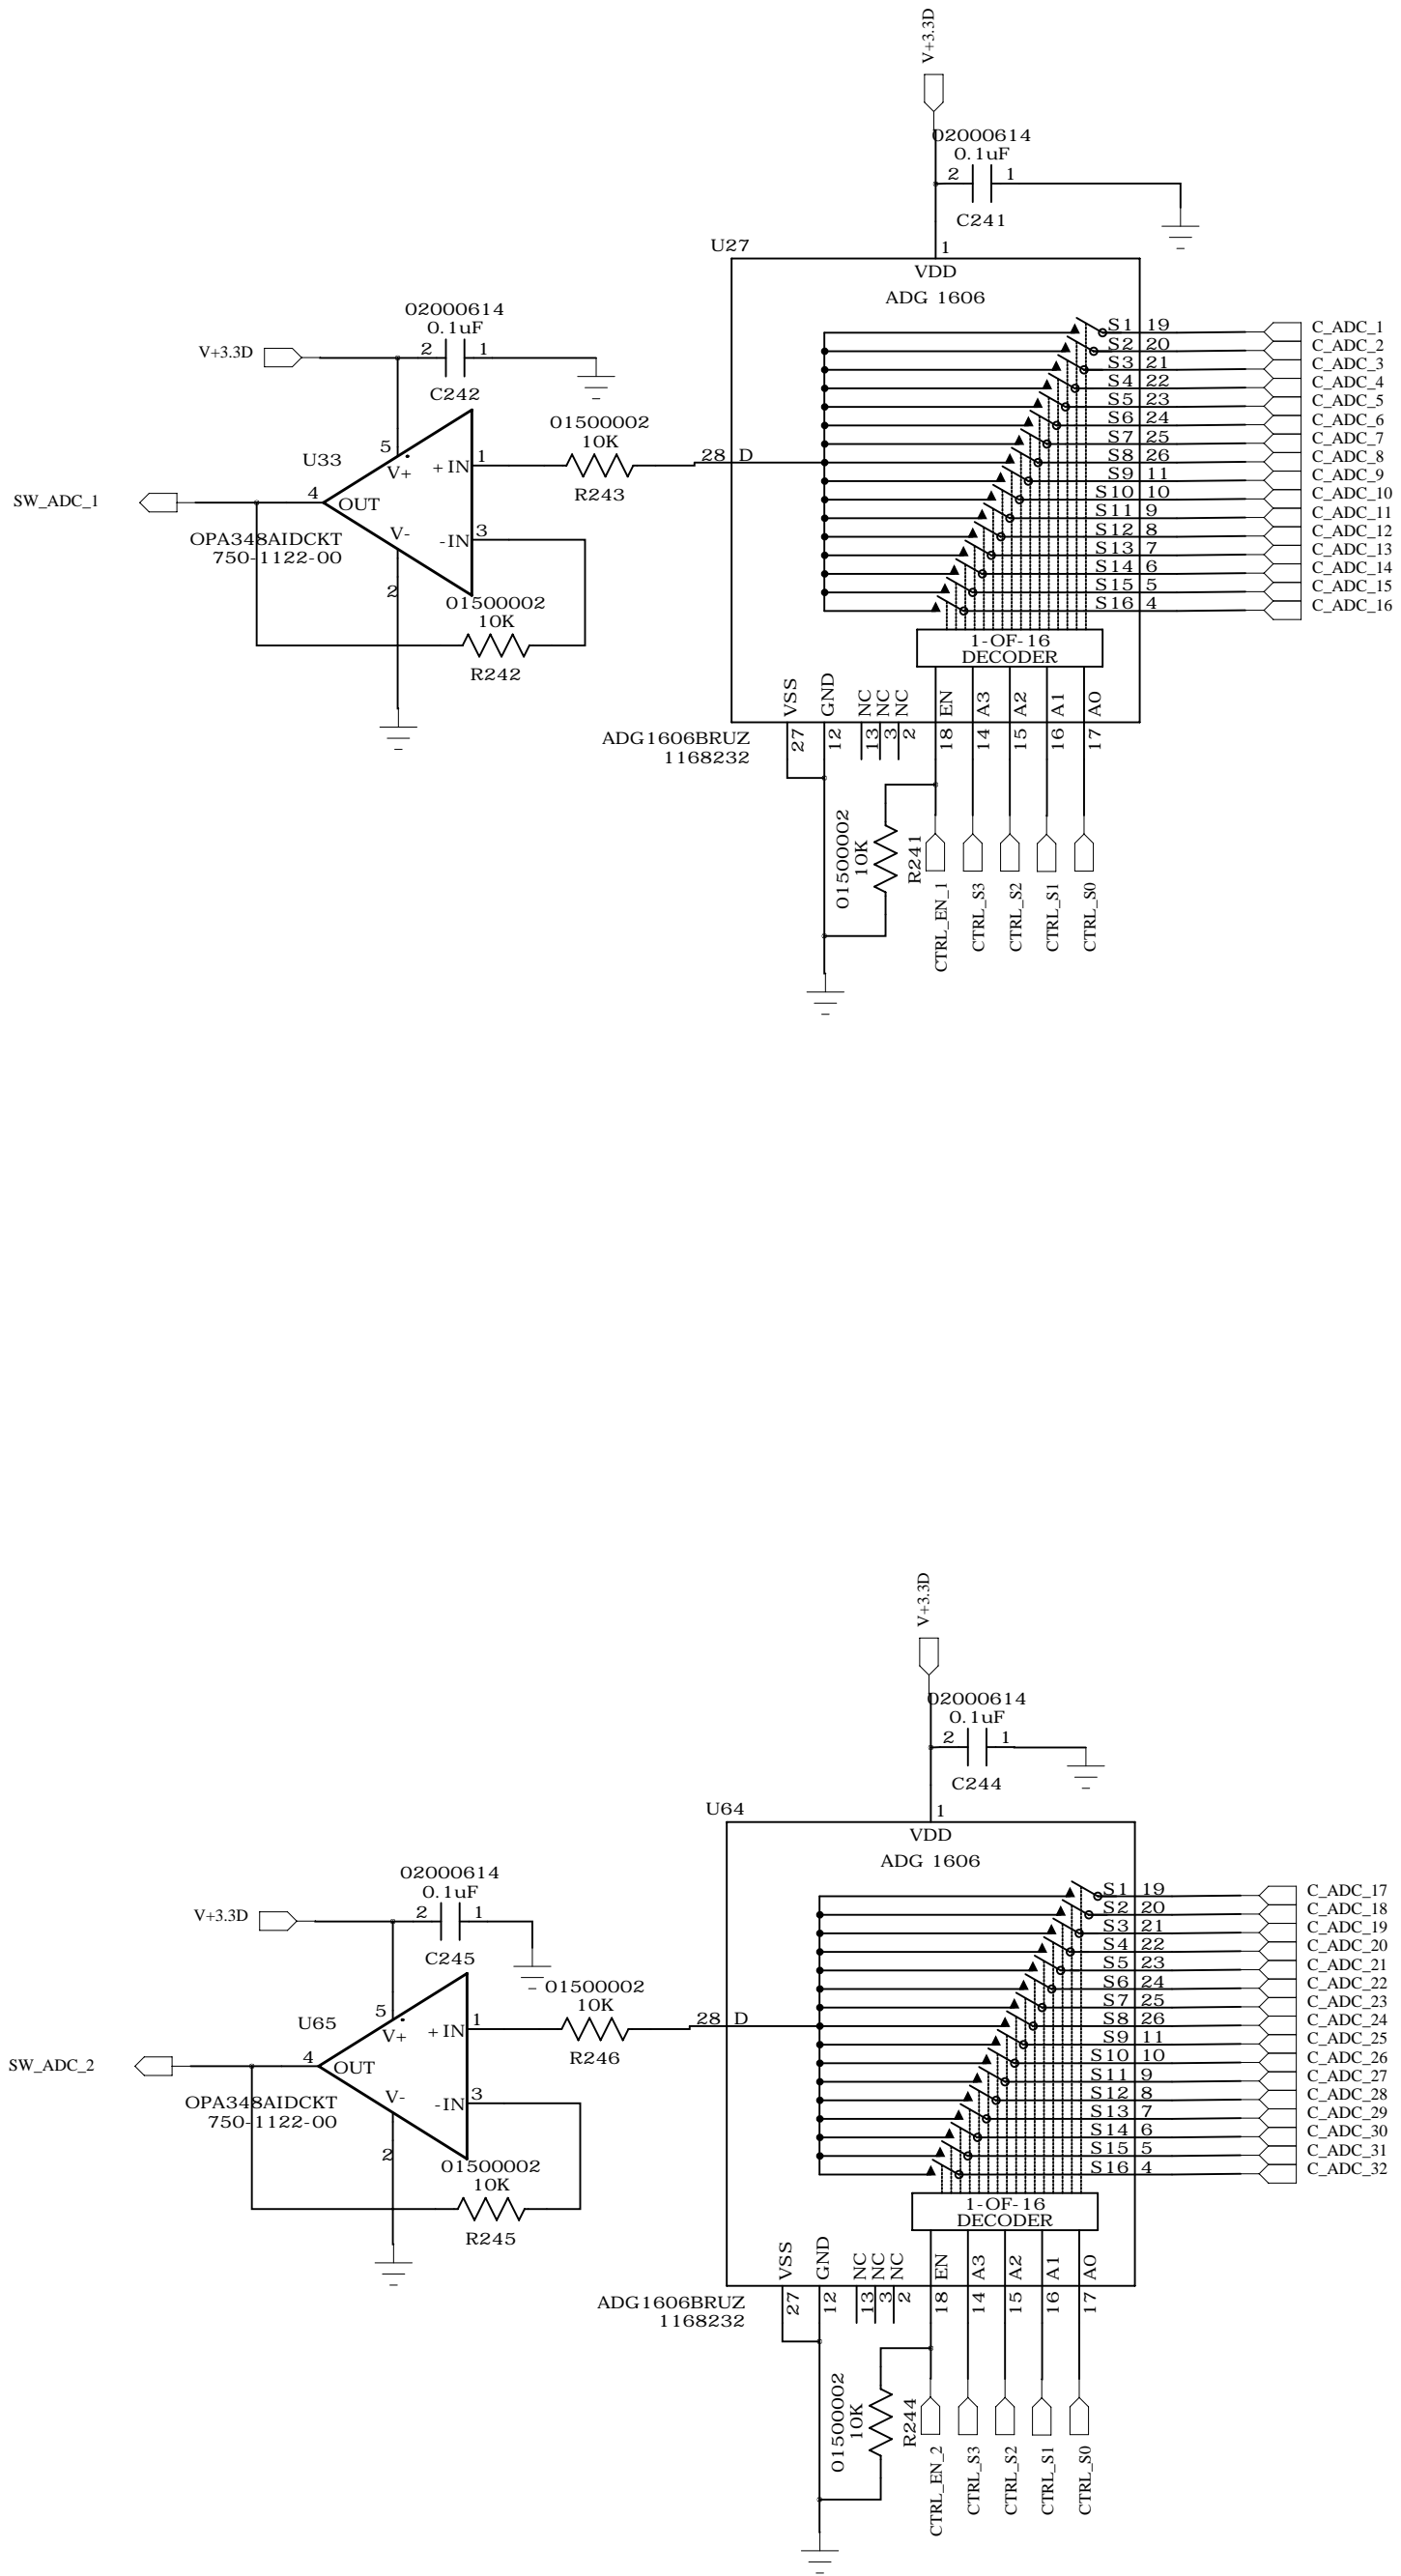 V+3.3D
02000614
0.1uF
2 1
C241
U27
1
VDD
ADG 1606
02000614
0.1uF
V+3.3D
2 1
C242
S1 19 C_ADC_1
S2 20 C_ADC_2
S3 21 C_ADC_3
S4 22 C_ADC_4
S5 23 C_ADC_5
S6 24 C_ADC_6
S7 25 C_ADC_7
S8 26 C_ADC_8
S9 11 C_ADC_9
S10 10 C_ADC_10
S11 9 C_ADC_11
S12 8 C_ADC_12
S13 7 C_ADC_13
S14 6 C_ADC_14
S15 5 C_ADC_15
S16 4 C_ADC_16
01500002
10K
R243
28 D
U33
5
V+
+IN 1
SW_ADC_1
4
OUT
V-
-IN 3
OPA348AIDCKT
750-1122-00
2
01500002
10K
R242
1-OF-16
DECODER
VSS GND NC NC NC EN A3 A2 A1 A0
27 12 13 3 2 18 14 15 16 17
ADG1606BRUZ
1168232
01500002
10K
R241
CTRL_EN_1
CTRL_S3
CTRL_S2
CTRL_S1
CTRL_S0
V+3.3D
02000614
0.1uF
2 1
C244
U64
1
VDD
ADG 1606
02000614
0.1uF
V+3.3D
2 1
C245
S1 19 C_ADC_17
S2 20 C_ADC_18
S3 21 C_ADC_19
S4 22 C_ADC_20
S5 23 C_ADC_21
S6 24 C_ADC_22
S7 25 C_ADC_23
S8 26 C_ADC_24
S9 11 C_ADC_25
S10 10 C_ADC_26
S11 9 C_ADC_27
S12 8 C_ADC_28
S13 7 C_ADC_29
S14 6 C_ADC_30
S15 5 C_ADC_31
S16 4 C_ADC_32
01500002
10K
R246
28 D
U65
5
V+
+IN 1
SW_ADC_2
4
OUT
V-
-IN 3
OPA348AIDCKT
750-1122-00
2
01500002
10K
R245
1-OF-16
DECODER
VSS GND NC NC NC EN A3 A2 A1 A0
27 12 13 3 2 18 14 15 16 17
ADG1606BRUZ
1168232
01500002
10K
R244
CTRL_EN_2
CTRL_S3
CTRL_S2
CTRL_S1
CTRL_S0